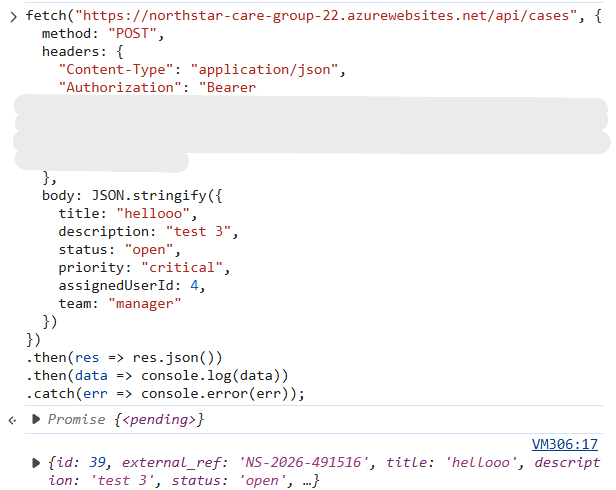 fetch("https://northstar-care-group-22.azurewebsites.net/api/cases", {
method: "POST",
headers: {
"Content-Type": "application/json",
"Authorization": "Bearer
},
body: JSON.stringify({
title: "hellooo",
description: "test 3",
status: "open",
priority: "critical",
assignedUserId: 4,
team: "manager"
})
})
.then(res => res.json())
.then(data => console.log(data))
.catch(err => console.error(err));
Promise {<pending>}
VM306:17
{id: 39, external_ref: 'NS-2026-491516', title: 'hellooo', descript
ion: 'test 3', status: 'open', …}